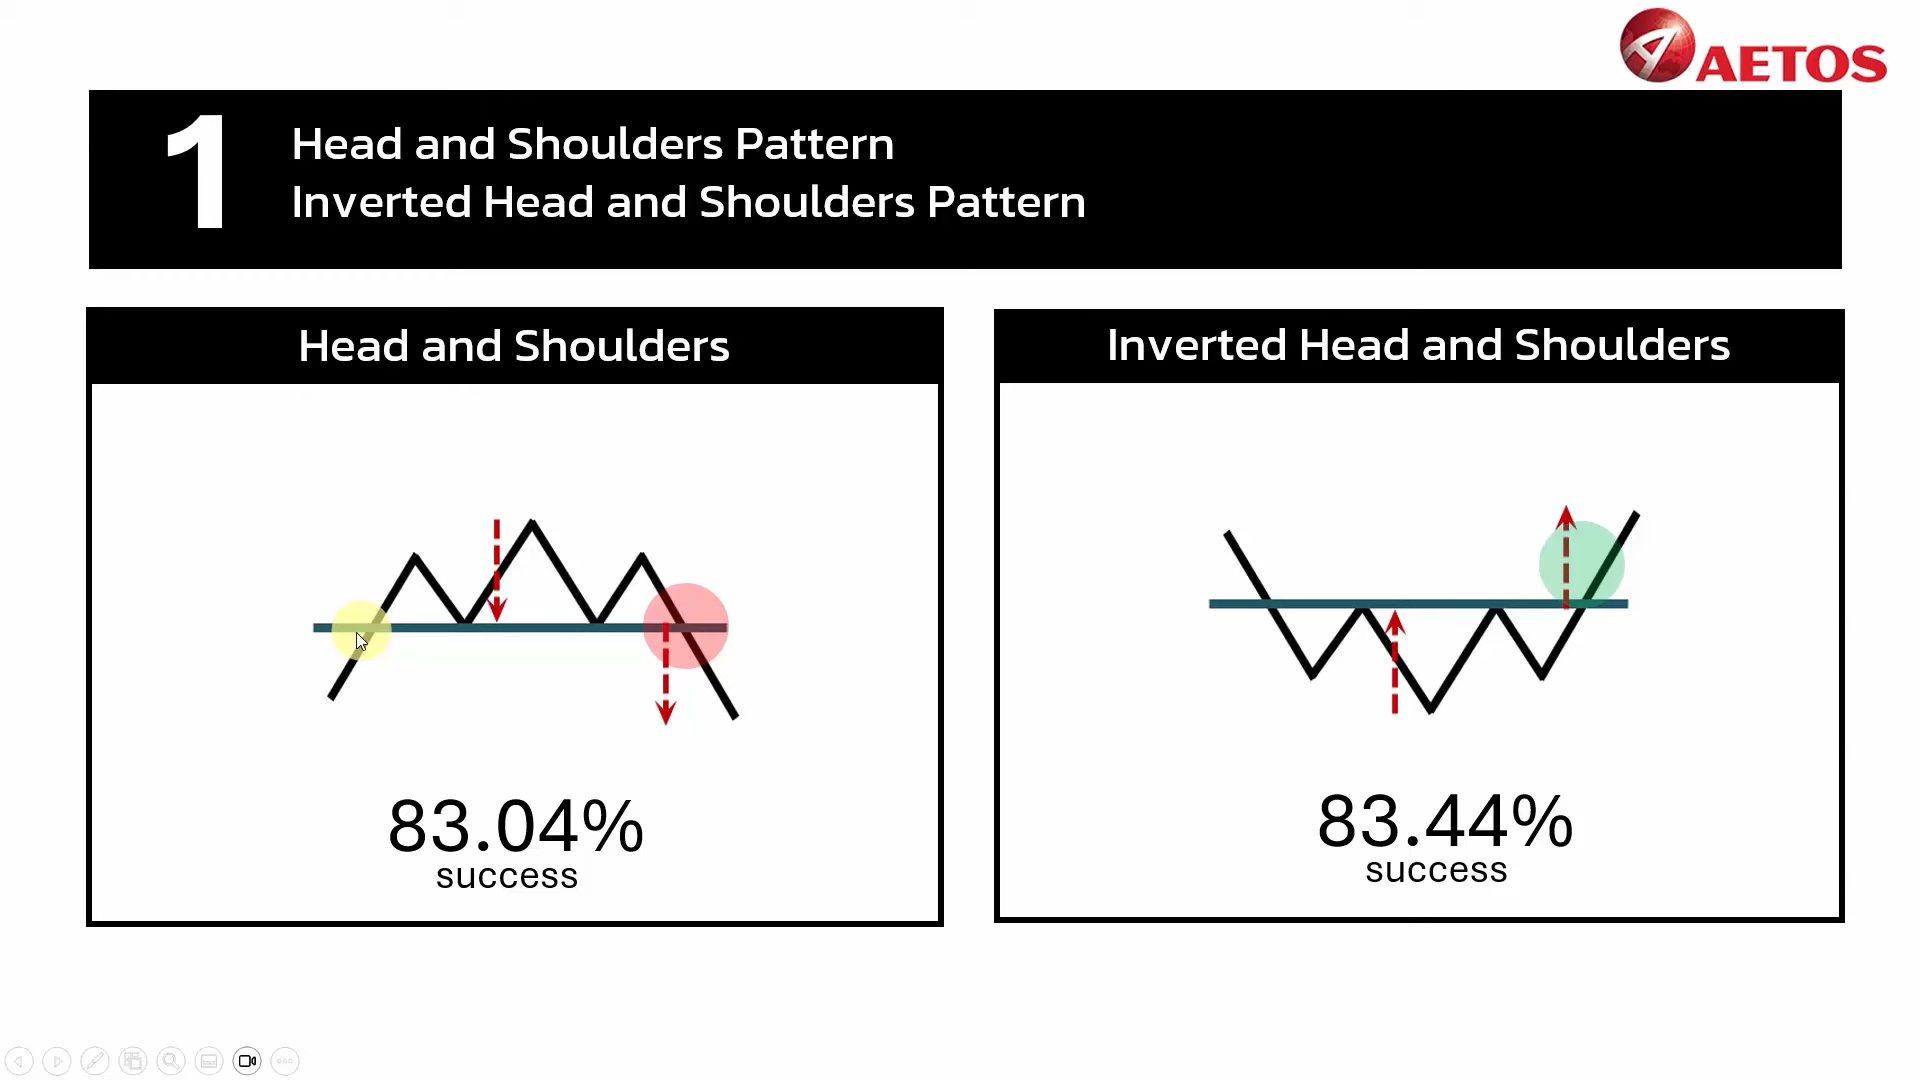 AETOS
1
Head and Shoulders Pattern
Inverted Head and Shoulders Pattern
Head and Shoulders
83.04%
success
Inverted Head and Shoulders
83.44%
success